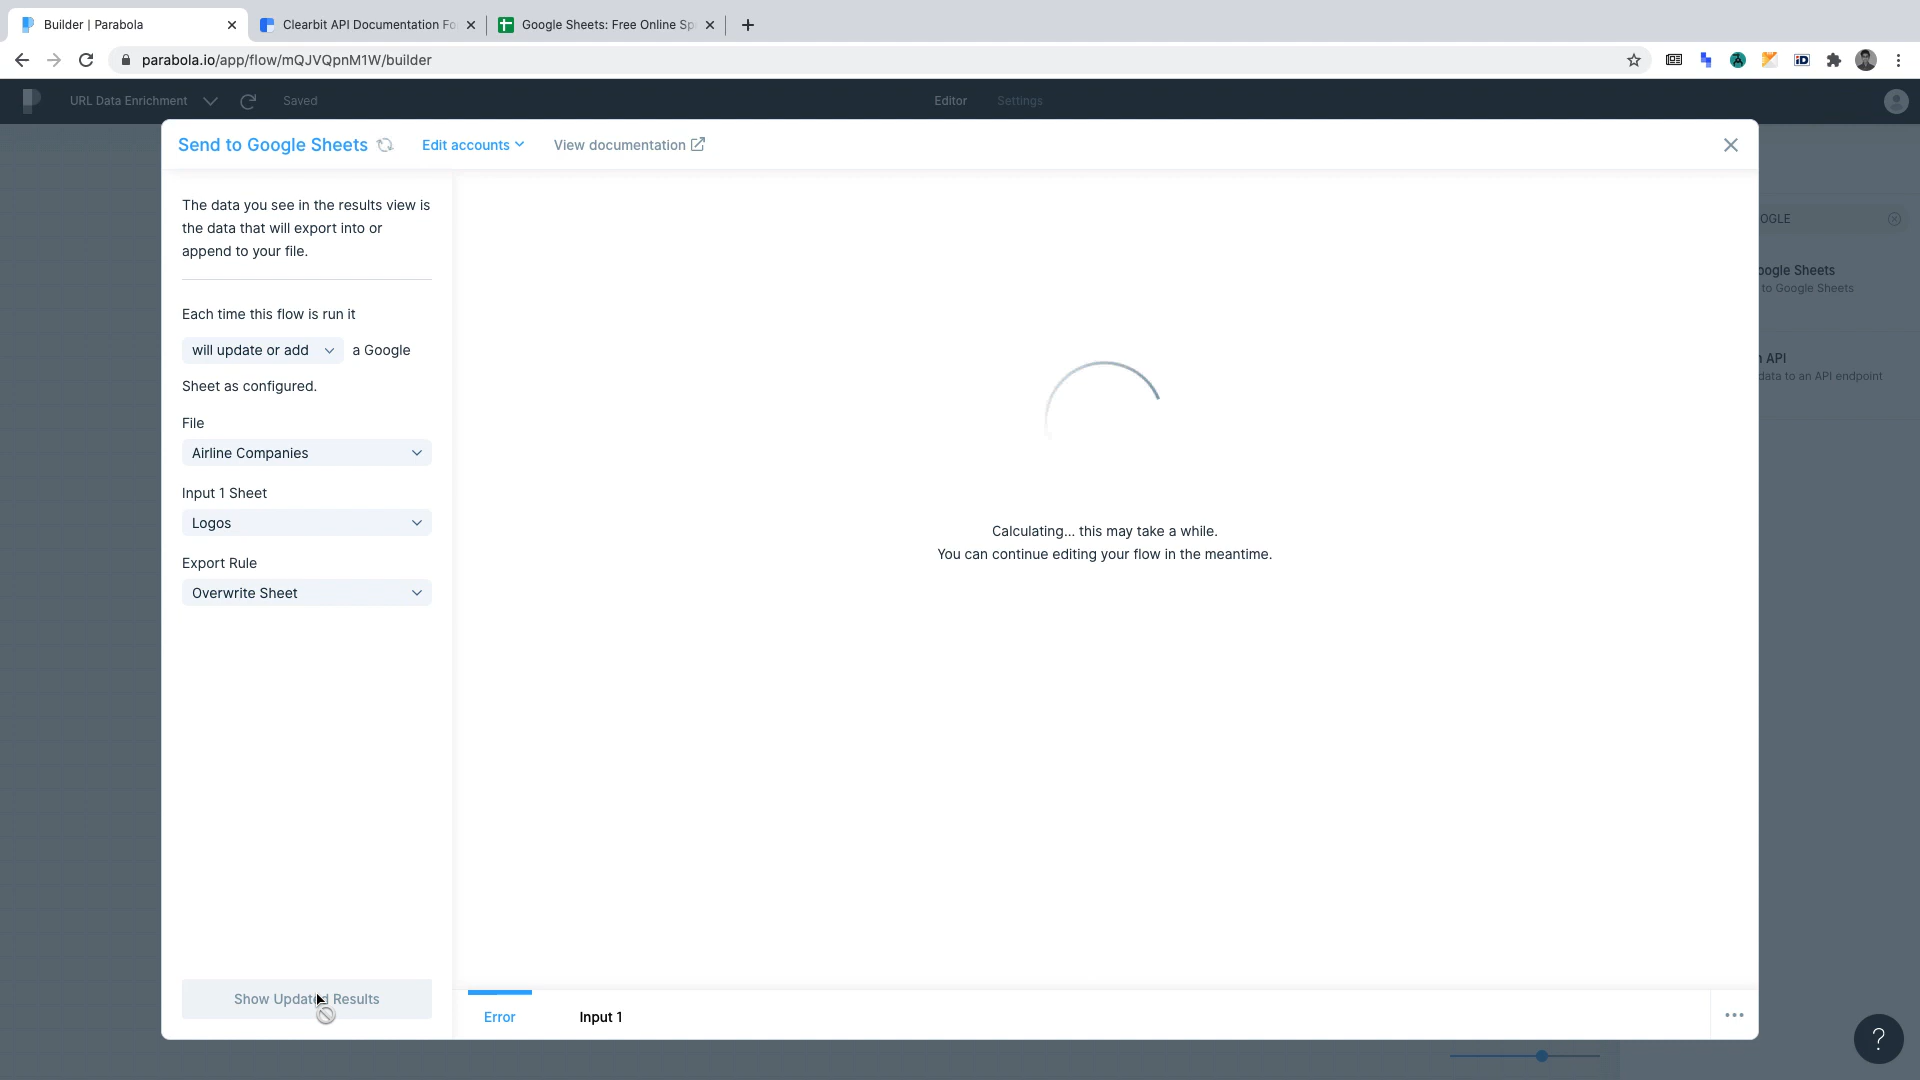 Builder | Parabola
Clearbit API Documentation Fo
Google Sheets: Free Online Sp
parabola.io/app/flow/mQJVQpnM1W/builder
URL Data Enrichment
Saved
Editor
Settings
Send to Google Sheets
Edit accounts
View documentation
The data you see in the results view is
the data that will export into or
append to your file.
Each time this flow is run it
will update or add
a Google
Sheet as configured.
File
Airline Companies
Input 1 Sheet
Logos
Export Rule
Overwrite Sheet
Show Updated Results
Calculating... this may take a while.
You can continue editing your flow in the meantime.
Error
Input 1
OGLE
oogle Sheets
to Google Sheets
n API
data to an API endpoint
?